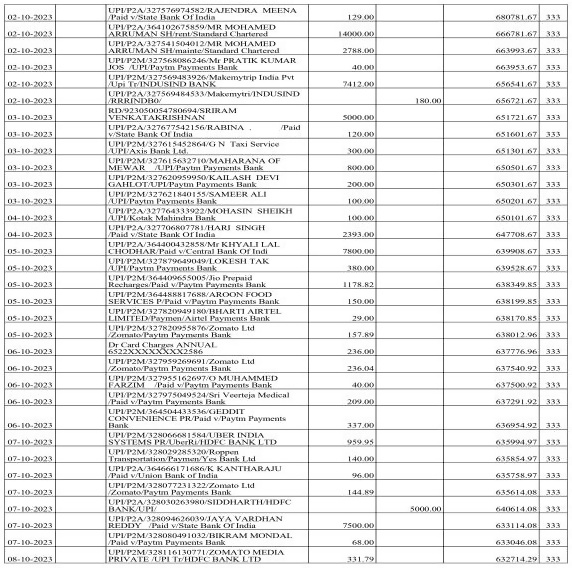 UPI/P2A/327576974582/RAJENDRA MEENA
02-10-2023 /Paid v/State Bank Of India 129.00 680781.67 333
UPI/P2A/364102675859/MR MOHAMED
02-10-2023 ARRUMAN SH/rent/Standard Chartered 14000.00 666781.67 333
UPI/P2A/327541504012/MR MOHAMED
02-10-2023 ARRUMAN SH/mainte/Standard Chartered 2788.00 663993.67 333
UPI/P2M/327568086246/Mr PRATIK KUMAR
02-10-2023 JOS /UPI/Paytm Payments Bank 40.00 663953.67 333
UPI/P2M/327569483926/Makemytrip India Pvt
02-10-2023 /Upi Tr/INDUSIND BANK 7412.00 656541.67 333
UPI/P2A/327569484533/Makemytri/INDUSIND
02-10-2023 /RRRINDB0/ 180.00 656721.67 333
RD/923050054780694/SRIRAM
03-10-2023 VENKATAKRISHNAN 5000.00 651721.67 333
UPI/P2A/327677542156/RABINA . /Paid
03-10-2023 v/State Bank Of India 120.00 651601.67 333
UPI/P2M/327615452864/G N Taxi Service
03-10-2023 /UPI/Axis Bank Ltd. 300.00 651301.67 333
UPI/P2M/327615632710/MAHARANA OF
03-10-2023 MEWAR /UPI/Paytm Payments Bank 800.00 650501.67 333
UPI/P2M/327620959950/KAILASH DEVI
03-10-2023 GAHLOT/UPI/Paytm Payments Bank 200.00 650301.67 333
UPI/P2M/327621840155/SAMEER ALI
03-10-2023 /UPI/Paytm Payments Bank 100.00 650201.67 333
UPI/P2M/327764333922/MOHASIN SHEIKH
04-10-2023 /UPI/Kotak Mahindra Bank 100.00 650101.67 333
UPI/P2A/327706807781/HARI SINGH
04-10-2023 /Paid v/State Bank Of India 2393.00 647708.67 333
UPI/P2A/364400432858/Mr KHYALI LAL
05-10-2023 CHODHAR/Paid v/Central Bank Of Indi 7800.00 639908.67 333
UPI/P2M/327879649049/LOKESH TAK
05-10-2023 /UPI/Paytm Payments Bank 380.00 639528.67 333
UPI/P2M/364409655005/Jio Prepaid
05-10-2023 Recharges/Paid v/Paytm Payments Bank 1178.82 638349.85 333
UPI/P2M/364488817688/AROON FOOD
05-10-2023 SERVICES P/Paid v/Paytm Payments Bank 150.00 638199.85 333
UPI/P2M/327820949180/BHARTI AIRTEL
05-10-2023 LIMITED/Paymen/Airtel Payments Bank 29.00 638170.85 333
UPI/P2M/327820955876/Zomato Ltd
05-10-2023 /Zomato/Paytm Payments Bank 157.89 638012.96 333
Dr Card Charges ANNUAL
06-10-2023 6522XXXXXXXX2586 236.00 637776.96 333
UPI/P2M/327959269691/Zomato Ltd
06-10-2023 /Zomato/Paytm Payments Bank 236.04 637540.92 333
UPI/P2M/327955162697/O MUHAMMED
06-10-2023 FARZIM /Paid v/Paytm Payments Bank 40.00 637500.92 333
UPI/P2M/327975049524/Sri Veerteja Medical
06-10-2023 /Paid v/Paytm Payments Bank 209.00 637291.92 333
UPI/P2M/364504433536/GEDDIT
CONVENIENCE PR/Paid v/Paytm Payments
06-10-2023 Bank 337.00 636954.92 333
UPI/P2M/328066681584/UBER INDIA
07-10-2023 SYSTEMS PR/UberRi/HDFC BANK LTD 959.95 635994.97 333
UPI/P2M/328029285320/Roppen
07-10-2023 Transportation/Paymen/Yes Bank Ltd 140.00 635854.97 333
UPI/P2A/364666171686/K KANTHARAJU
07-10-2023 /Paid v/Union Bank of India 96.00 635758.97 333
UPI/P2M/328077231322/Zomato Ltd
07-10-2023 /Zomato/Paytm Payments Bank 144.89 635614.08 333
UPI/P2A/328030263980/SIDDHARTH/HDFC
07-10-2023 BANK/UPI/ 5000.00 640614.08 333
UPI/P2M/328094626039/JAYA VARDHAN
07-10-2023 REDDY /Paid v/State Bank Of India 7500.00 633114.08 333
UPI/P2M/328080491032/BIKRAM MONDAL
07-10-2023 /Paid v/Paytm Payments Bank 68.00 633046.08 333
UPI/P2M/328116130771/ZOMATO MEDIA
08-10-2023 PRIVATE /UPI Tr/HDFC BANK LTD 331.79 632714.29 333